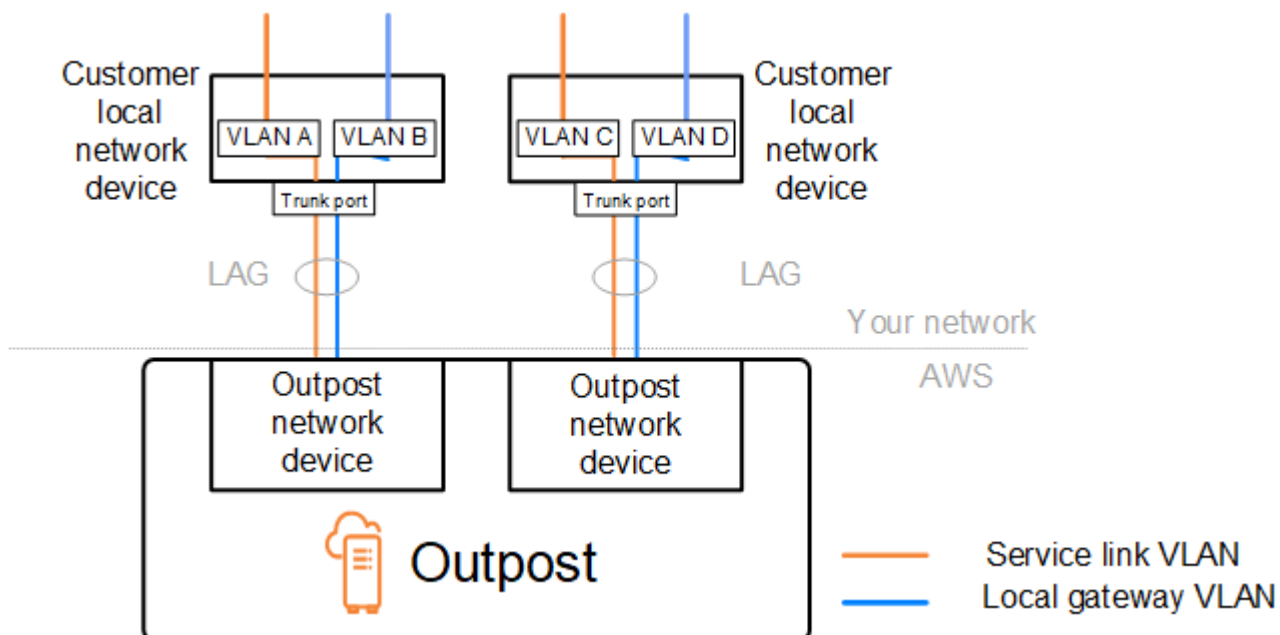 Customer
local
network
device
VLAN A
VLAN B
Trunk port
LAG
VLAN C
VLAN D
Trunk port
LAG
Customer
local
network
device
Your network
AWS
Outpost
network
device
Outpost
network
device
Outpost
Service link VLAN
Local gateway VLAN